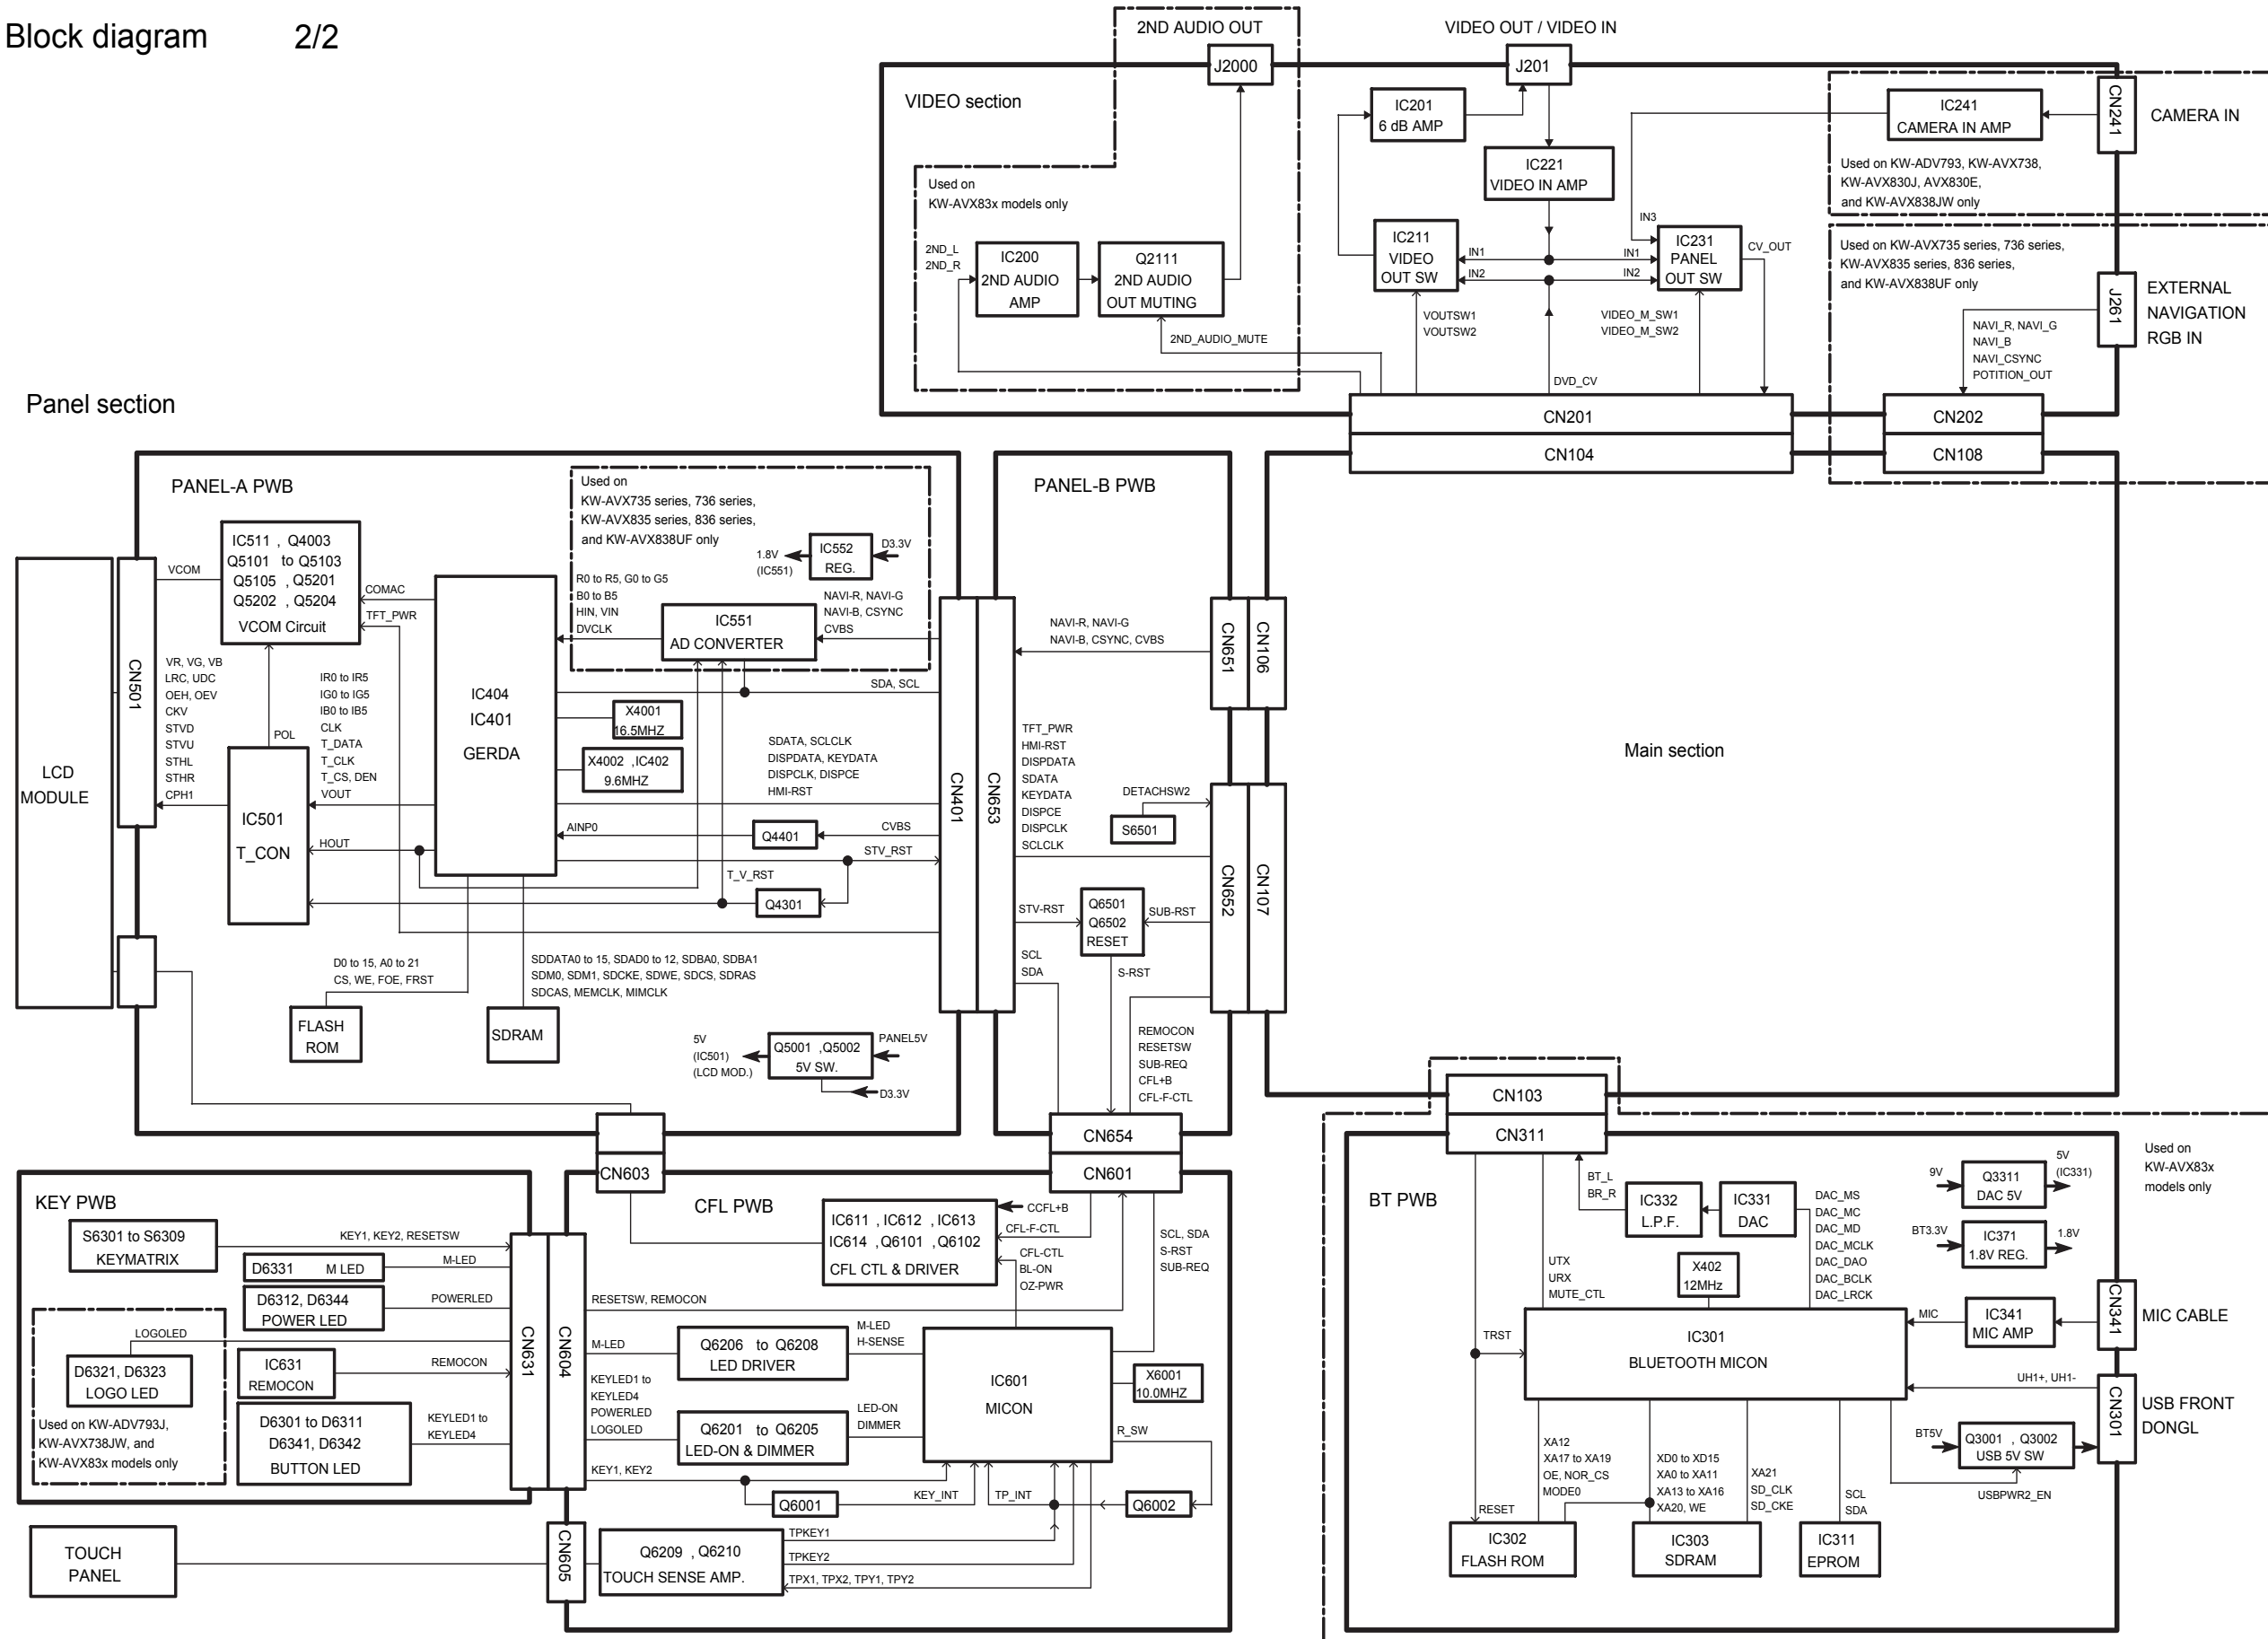 Block diagram 2/2
2ND AUDIO OUT
VIDEO OUT / VIDEO IN
J2000
J201
VIDEO section
IC201
6 dB AMP
IC221
VIDEO IN AMP
IC241
CAMERA IN AMP
CN241
CAMERA IN
Used on KW-ADV793, KW-AVX738,
KW-AVX830J, AVX830E,
and KW-AVX838JW only
Used on
KW-AVX83x models only
2ND_L
2ND_R
IC200
2ND AUDIO
AMP
Q2111
2ND AUDIO
OUT MUTING
2ND_AUDIO_MUTE
IC211
VIDEO
OUT SW
IN1
IN2
IN3
IN1
IN2
IC231
PANEL
OUT SW
CV_OUT
VOUTSW1
VOUTSW2
VIDEO_M_SW1
VIDEO_M_SW2
DVD_CV
Used on KW-AVX735 series, 736 series,
KW-AVX835 series, 836 series,
and KW-AVX838UF only
J261
EXTERNAL
NAVIGATION
RGB IN
NAVI_R, NAVI_G
NAVI_B
NAVI_CSYNC
POTITION_OUT
CN201
CN104
CN202
CN108
Panel section
PANEL-A PWB
LCD
MODULE
CN501
VCOM
IC511 , Q4003
Q5101 to Q5103
Q5105 , Q5201
Q5202 , Q5204
VCOM Circuit
COMAC
TFT_PWR
VR, VG, VB
LRC, UDC
OEH, OEV
CKV
STVD
STVU
STHL
STHR
CPH1
POL
IC501
T_CON
IR0 to IR5
IG0 to IG5
IB0 to IB5
CLK
T_DATA
T_CLK
T_CS, DEN
VOUT
HOUT
IC404
IC401
GERDA
Used on
KW-AVX735 series, 736 series,
KW-AVX835 series, 836 series,
and KW-AVX838UF only
1.8V
(IC551)
IC552
REG.
D3.3V
R0 to R5, G0 to G5
B0 to B5
HIN, VIN
DVCLK
IC551
AD CONVERTER
NAVI-R, NAVI-G
NAVI-B, CSYNC
CVBS
SDA, SCL
X4001
16.5MHZ
X4002 ,IC402
9.6MHZ
SDATA, SCLCLK
DISPDATA, KEYDATA
DISPCLK, DISPCE
HMI-RST
AINP0
Q4401
CVBS
STV_RST
T_V_RST
Q4301
D0 to 15, A0 to 21
CS, WE, FOE, FRST
SDDATA0 to 15, SDAD0 to 12, SDBA0, SDBA1
SDM0, SDM1, SDCKE, SDWE, SDCS, SDRAS
SDCAS, MEMCLK, MIMCLK
FLASH
ROM
SDRAM
5V
(IC501)
(LCD MOD.)
Q5001 ,Q5002
5V SW.
PANEL5V
D3.3V
CN401
CN653
PANEL-B PWB
NAVI-R, NAVI-G
NAVI-B, CSYNC, CVBS
CN651
CN106
TFT_PWR
HMI-RST
DISPDATA
SDATA
KEYDATA
DISPCE
DISPCLK
SCLCLK
DETACHSW2
S6501
CN652
CN107
STV-RST
Q6501
Q6502
RESET
SUB-RST
SCL
SDA
S-RST
REMOCON
RESETSW
SUB-REQ
CFL+B
CFL-F-CTL
CN654
CN601
CN603
Main section
CN103
CN311
KEY PWB
S6301 to S6309
KEYMATRIX
KEY1, KEY2, RESETSW
D6331 M LED
M-LED
D6312, D6344
POWER LED
POWERLED
LOGOLED
D6321, D6323
LOGO LED
Used on KW-ADV793J,
KW-AVX738JW, and
KW-AVX83x models only
IC631
REMOCON
REMOCON
D6301 to D6311
D6341, D6342
BUTTON LED
KEYLED1 to
KEYLED4
CN631
CN604
CFL PWB
IC611 , IC612 , IC613
IC614 ,Q6101 ,Q6102
CFL CTL & DRIVER
CCFL+B
CFL-F-CTL
CFL-CTL
BL-ON
OZ-PWR
SCL, SDA
S-RST
SUB-REQ
RESETSW, REMOCON
M-LED
Q6206 to Q6208
LED DRIVER
M-LED
H-SENSE
KEYLED1 to
KEYLED4
POWERLED
LOGOLED
Q6201 to Q6205
LED-ON & DIMMER
LED-ON
DIMMER
IC601
MICON
X6001
10.0MHZ
R_SW
KEY1, KEY2
Q6001
KEY_INT
TP_INT
Q6002
TOUCH
PANEL
CN605
Q6209 , Q6210
TOUCH SENSE AMP.
TPKEY1
TPKEY2
TPX1, TPX2, TPY1, TPY2
BT PWB
Used on
KW-AVX83x
models only
BT_L
BR_R
IC332
L.P.F.
IC331
DAC
DAC_MS
DAC_MC
DAC_MD
DAC_MCLK
DAC_DAO
DAC_BCLK
DAC_LRCK
9V
Q3311
DAC 5V
5V
(IC331)
BT3.3V
IC371
1.8V REG.
1.8V
UTX
URX
MUTE_CTL
X402
12MHz
TRST
IC301
BLUETOOTH MICON
MIC
IC341
MIC AMP
CN341
MIC CABLE
UH1+, UH1-
CN301
USB FRONT
DONGL
BT5V
Q3001 , Q3002
USB 5V SW
USBPWR2_EN
RESET
XA12
XA17 to XA19
OE, NOR_CS
MODE0
XD0 to XD15
XA0 to XA11
XA13 to XA16
XA20, WE
XA21
SD_CLK
SD_CKE
SCL
SDA
IC302
FLASH ROM
IC303
SDRAM
IC311
EPROM